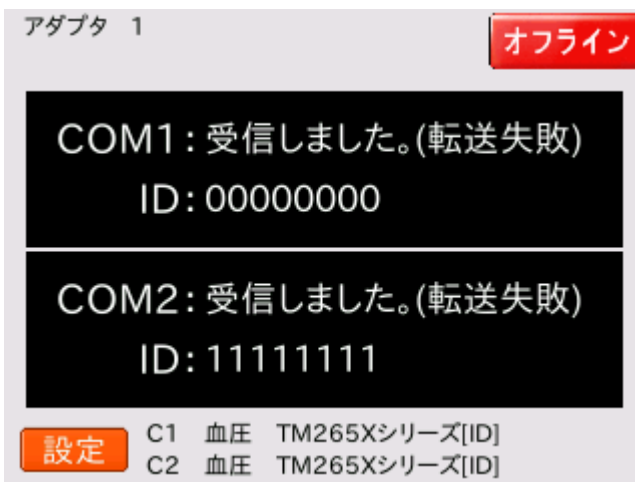 アダプタ 1
オフライン
COM1:受信しました。(転送失敗)
ID:00000000
COM2:受信しました。(転送失敗)
ID:11111111
設定
C1 血圧 TM265Xシリーズ[ID]
C2 血圧 TM265Xシリーズ[ID]